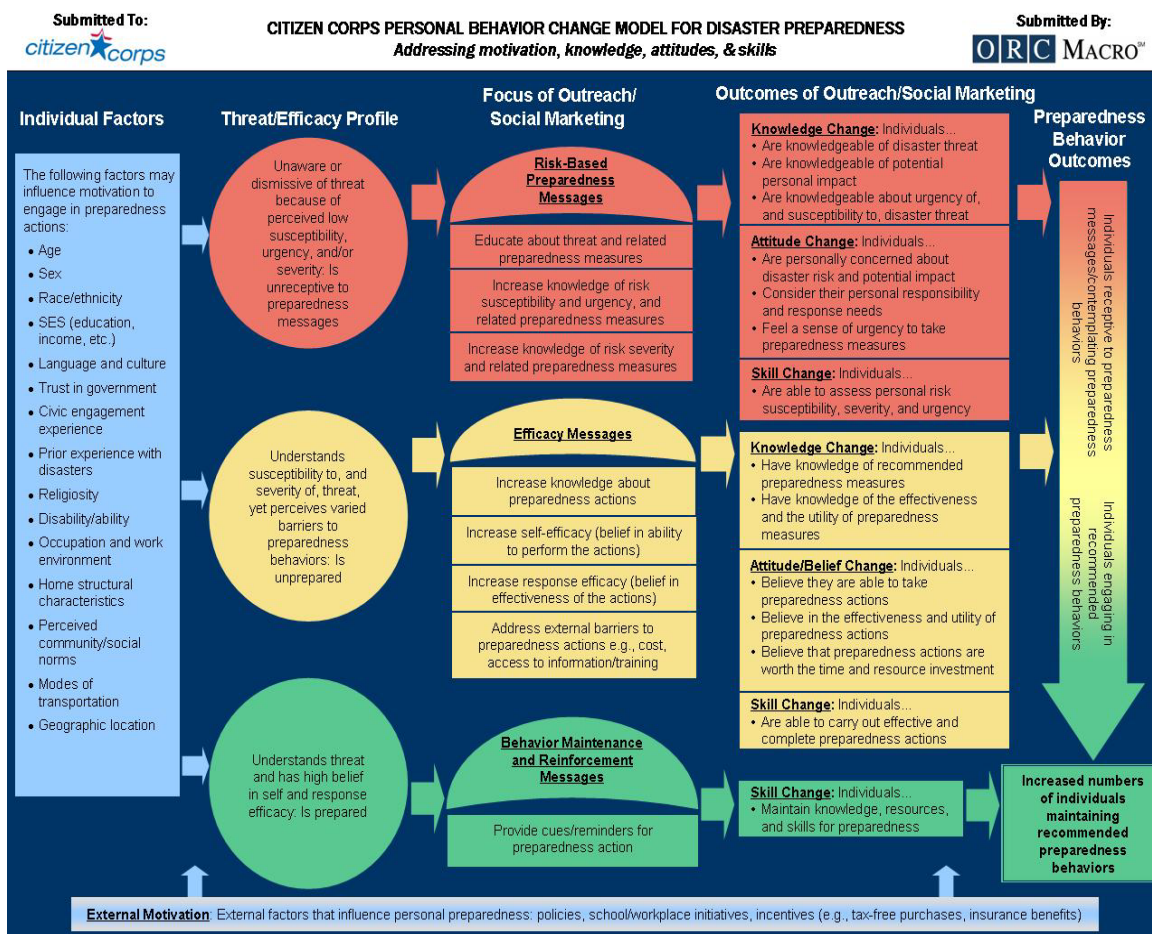 Submitted To:
citizen corps
CITIZEN CORPS PERSONAL BEHAVIOR CHANGE MODEL FOR DISASTER PREPAREDNESS
Addressing motivation, knowledge, attitudes, & skills
Submitted By:
ORC MACRO SM
Individual Factors
The following factors may
influence motivation to
engage in preparedness
actions:
• Age
• Sex
• Race/ethnicity
• SES (education,
income, etc.)
• Language and culture
• Trust in government
• Civic engagement
experience
• Prior experience with
disasters
• Religiosity
• Disability/ability
• Occupation and work
environment
• Home structural
characteristics
• Perceived
community/social
norms
• Modes of
transportation
• Geographic location
Threat/Efficacy Profile
Unaware or
dismissive of threat
because of
perceived low
susceptibility,
urgency, and/or
severity: Is
unreceptive to
preparedness
messages
Understands
susceptibility to, and
severity of, threat,
yet perceives varied
barriers to
preparedness
behaviors: Is
unprepared
Understands threat
and has high belief
in self and response
efficacy: Is prepared
Focus of Outreach/
Social Marketing
Risk-Based
Preparedness
Messages
Educate about threat and related
preparedness measures
Increase knowledge of risk
susceptibility and urgency, and
related preparedness measures
Increase knowledge of risk severity
and related preparedness measures
Efficacy Messages
Increase knowledge about
preparedness actions
Increase self-efficacy (belief in ability
to perform the actions)
Increase response efficacy (belief in
effectiveness of the actions)
Address external barriers to
preparedness actions e.g., cost,
access to information/training
Behavior Maintenance
and Reinforcement
Messages
Provide cues/reminders for
preparedness action
Outcomes of Outreach/Social Marketing
Knowledge Change: Individuals...
• Are knowledgeable of disaster threat
• Are knowledgeable of potential
personal impact
• Are knowledgeable about urgency of,
and susceptibility to, disaster threat
Attitude Change: Individuals...
• Are personally concerned about
disaster risk and potential impact
• Consider their personal responsibility
and response needs
• Feel a sense of urgency to take
preparedness measures
Skill Change: Individuals...
• Are able to assess personal risk
susceptibility, severity, and urgency
Knowledge Change: Individuals...
• Have knowledge of recommended
preparedness measures
• Have knowledge of the effectiveness
and the utility of preparedness
measures
Attitude/Belief Change: Individuals...
• Believe they are able to take
preparedness actions
• Believe in the effectiveness and utility of
preparedness actions
• Believe that preparedness actions are
worth the time and resource investment
Skill Change: Individuals...
• Are able to carry out effective and
complete preparedness actions
Skill Change: Individuals...
• Maintain knowledge, resources,
and skills for preparedness
Preparedness
Behavior
Outcomes
Individuals receptive to preparedness
messages/contemplating preparedness
behaviors
Individuals engaging in
recommended
preparedness behaviors
Increased numbers
of individuals
maintaining
recommended
preparedness
behaviors
External Motivation: External factors that influence personal preparedness: policies, school/workplace initiatives, incentives (e.g., tax-free purchases, insurance benefits)